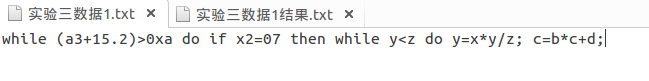 实验三数据1.txt × 实验三数据1结果.txt ×
while (a3+15.2)>0xa do if x2=07 then while y<z do y=x*y/z; c=b*c+d;